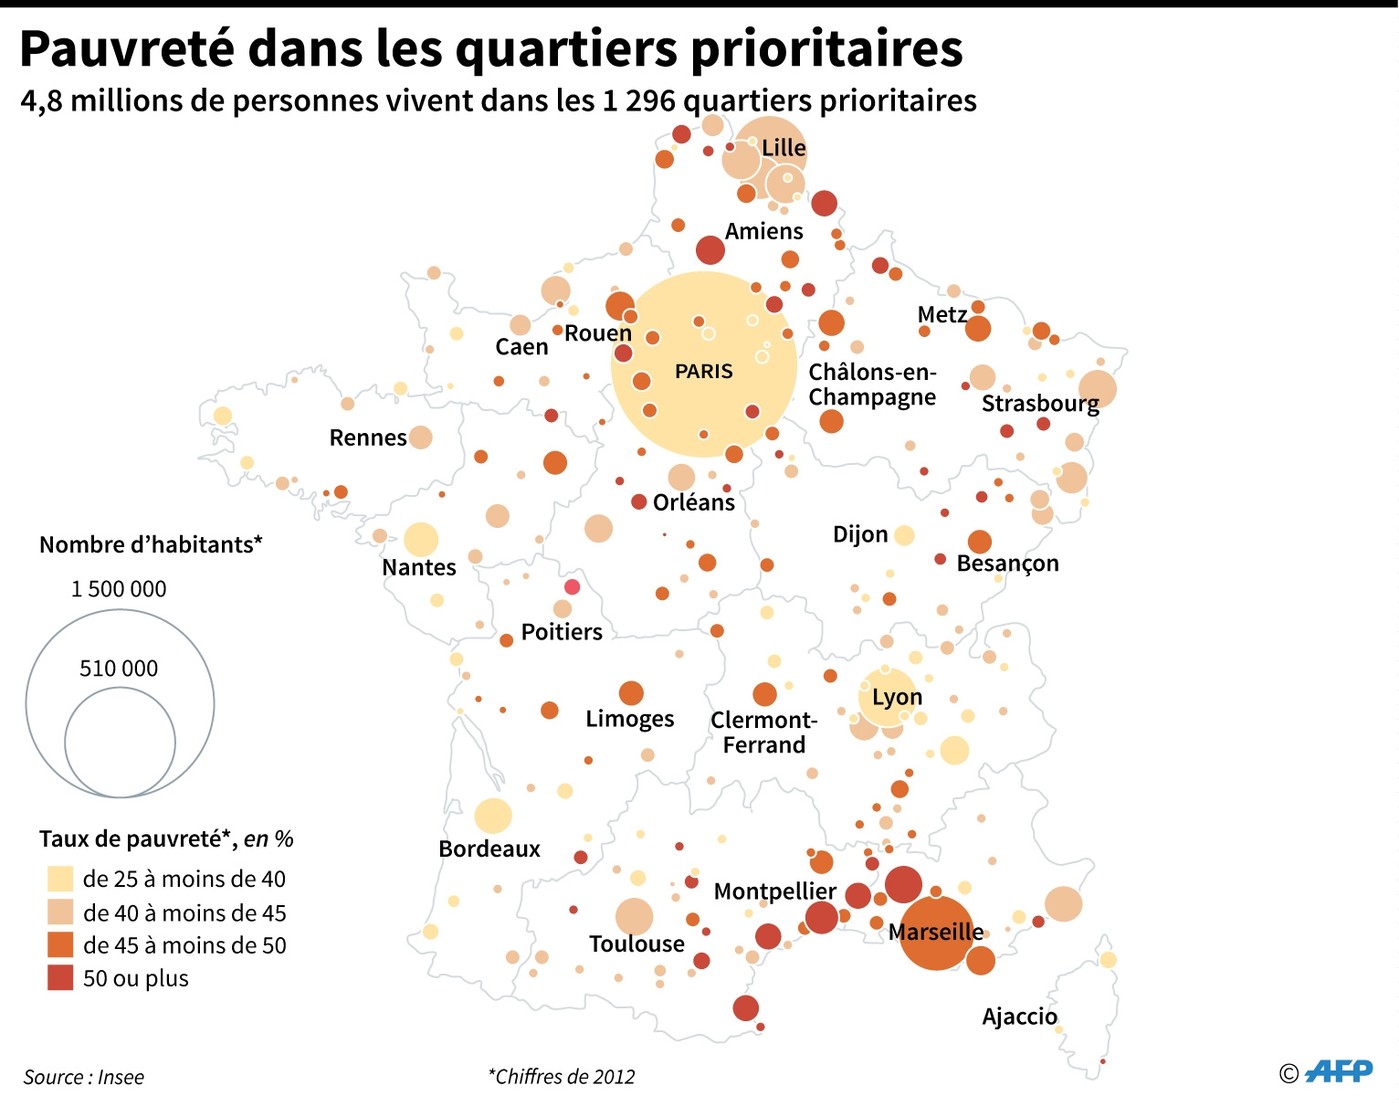 Pauvreté dans les quartiers prioritaires
4,8 millions de personnes vivent dans les 1 296 quartiers prioritaires
Lille
Amiens
Metz
Rouen
Caen
PARIS
Châlons-en-
Champagne
Strasbourg
Rennes
Orléans
Dijon
Besançon
Nantes
Poitiers
Lyon
Limoges
Clermont-
Ferrand
Bordeaux
Montpellier
Marseille
Toulouse
Ajaccio
Nombre d’habitants*
1 500 000
510 000
Taux de pauvreté*, en %
de 25 à moins de 40
de 40 à moins de 45
de 45 à moins de 50
50 ou plus
Source : Insee
*Chiffres de 2012
© AFP